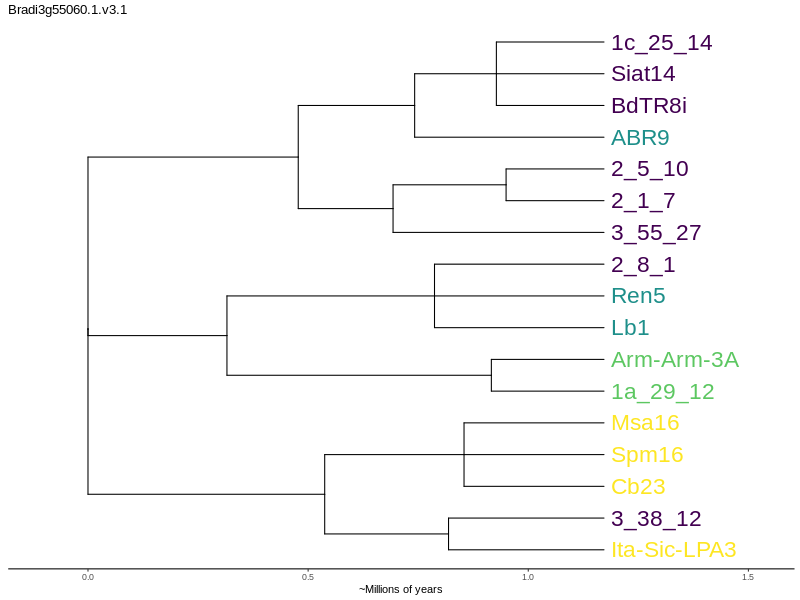 Bradi3g55060.1.v3.1
1c_25_14
Siat14
BdTR8i
ABR9
2_5_10
2_1_7
3_55_27
2_8_1
Ren5
Lb1
Arm-Arm-3A
1a_29_12
Msa16
Spm16
Cb23
3_38_12
Ita-Sic-LPA3
0.0 0.5 1.0 1.5
~Millions of years